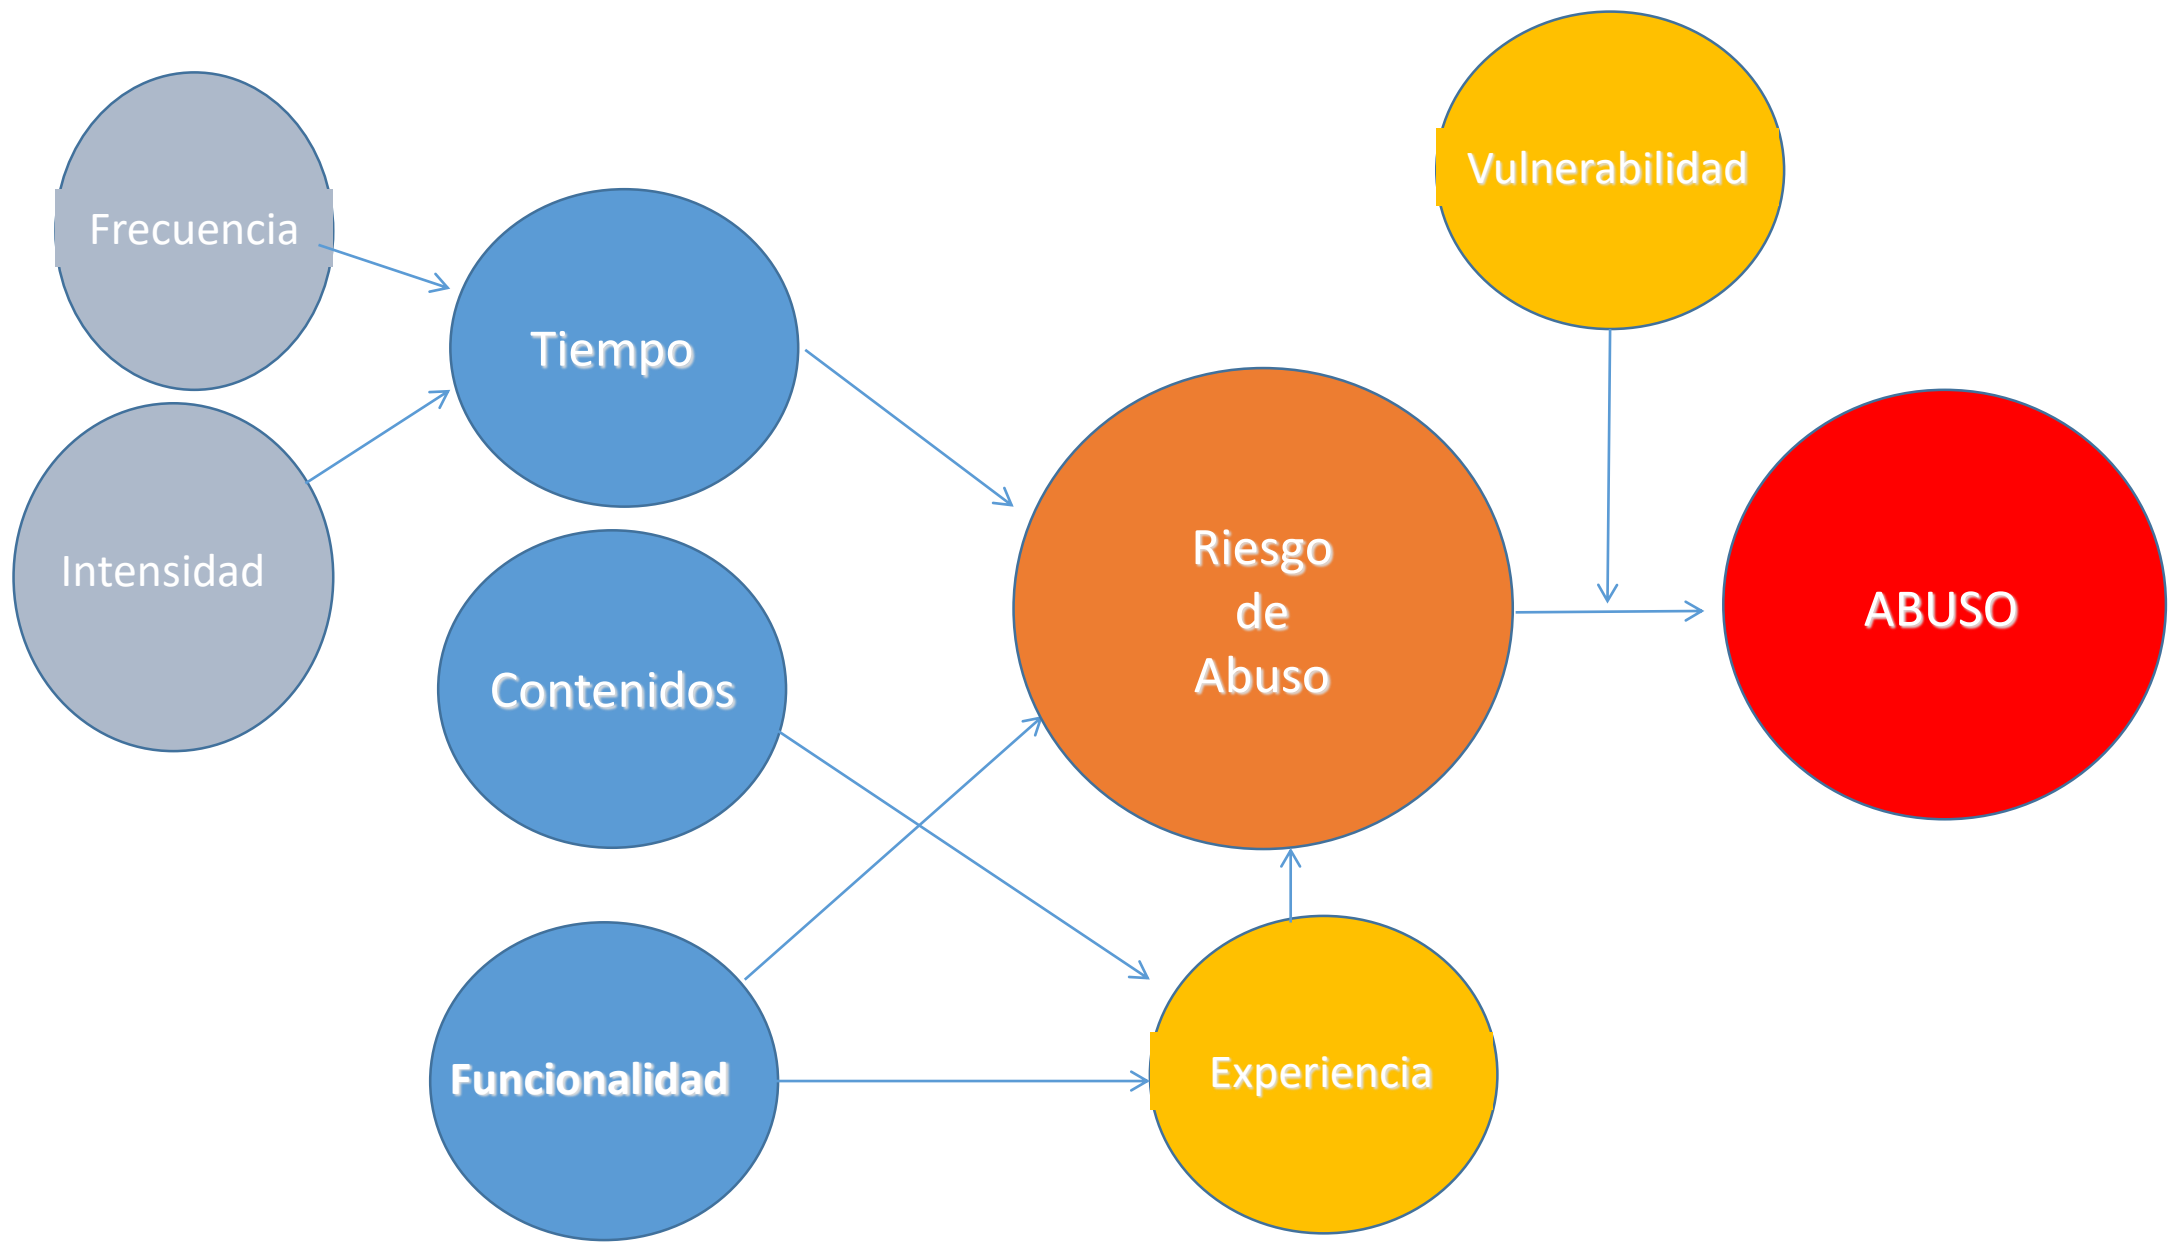 Frecuencia
Intensidad
Tiempo
Contenidos
Funcionalidad
Riesgo
de
Abuso
Experiencia
Vulnerabilidad
ABUSO